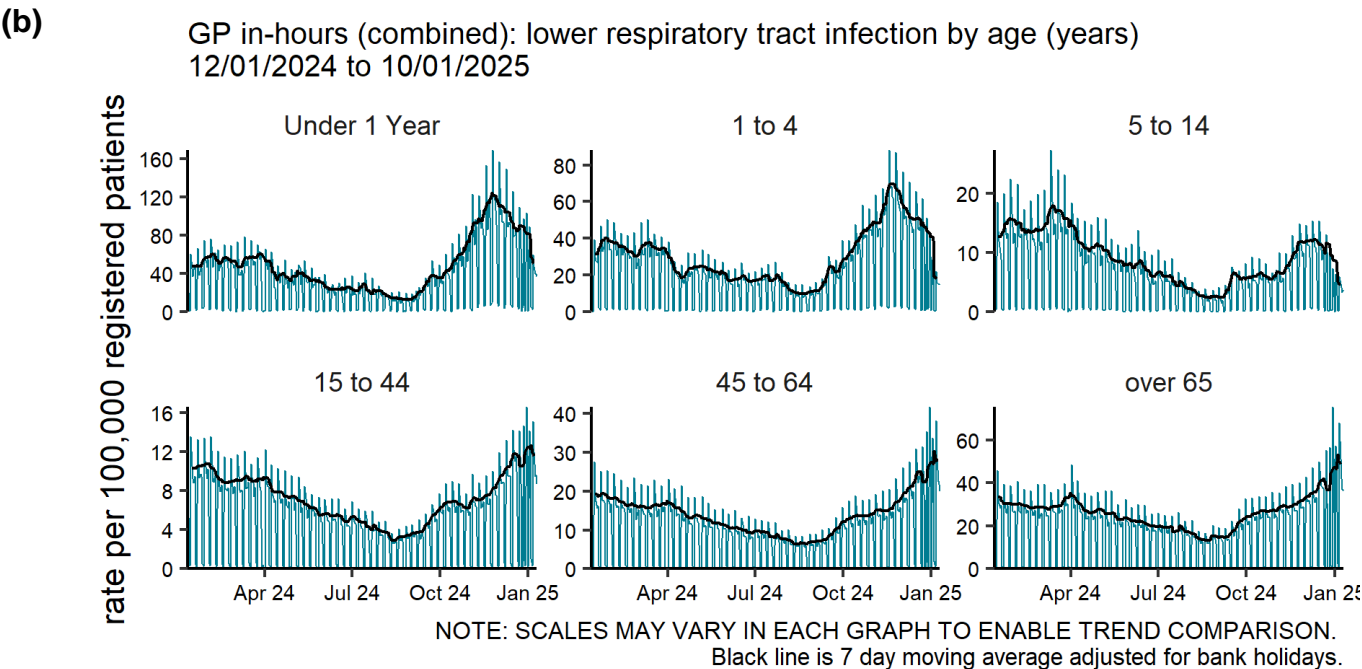 (b)
GP in-hours (combined): lower respiratory tract infection by age (years)
12/01/2024 to 10/01/2025
rate per 100,000 registered patients
Under 1 Year
1 to 4
5 to 14
160
120
80
40
0
80
60
40
20
0
20
10
0
15 to 44
45 to 64
over 65
16
12
8
4
0
40
30
20
10
0
60
40
20
0
Apr 24 Jul 24 Oct 24 Jan 25
Apr 24 Jul 24 Oct 24 Jan 25
Apr 24 Jul 24 Oct 24 Jan 25
NOTE: SCALES MAY VARY IN EACH GRAPH TO ENABLE TREND COMPARISON.
Black line is 7 day moving average adjusted for bank holidays.